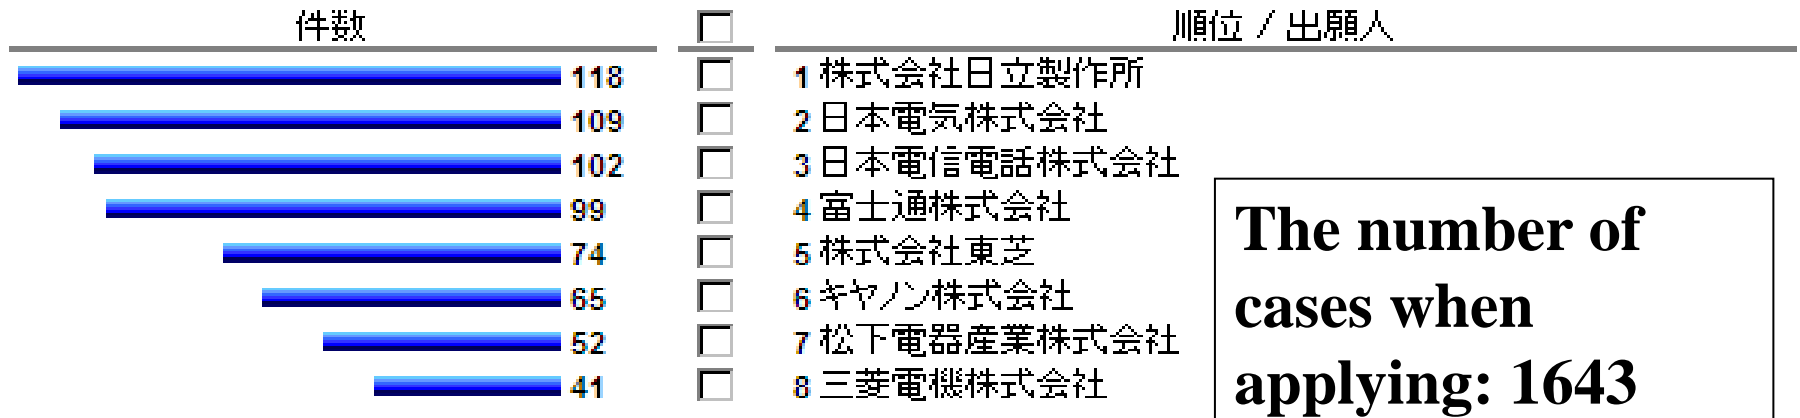 件数 順位 / 出願人
118 1 株式会社日立製作所
109 2 日本電気株式会社
102 3 日本電信電話株式会社
99 4 富士通株式会社
74 5 株式会社東芝
65 6 キヤノン株式会社
52 7 松下電器産業株式会社
41 8 三菱電機株式会社
The number of
cases when
applying: 1643